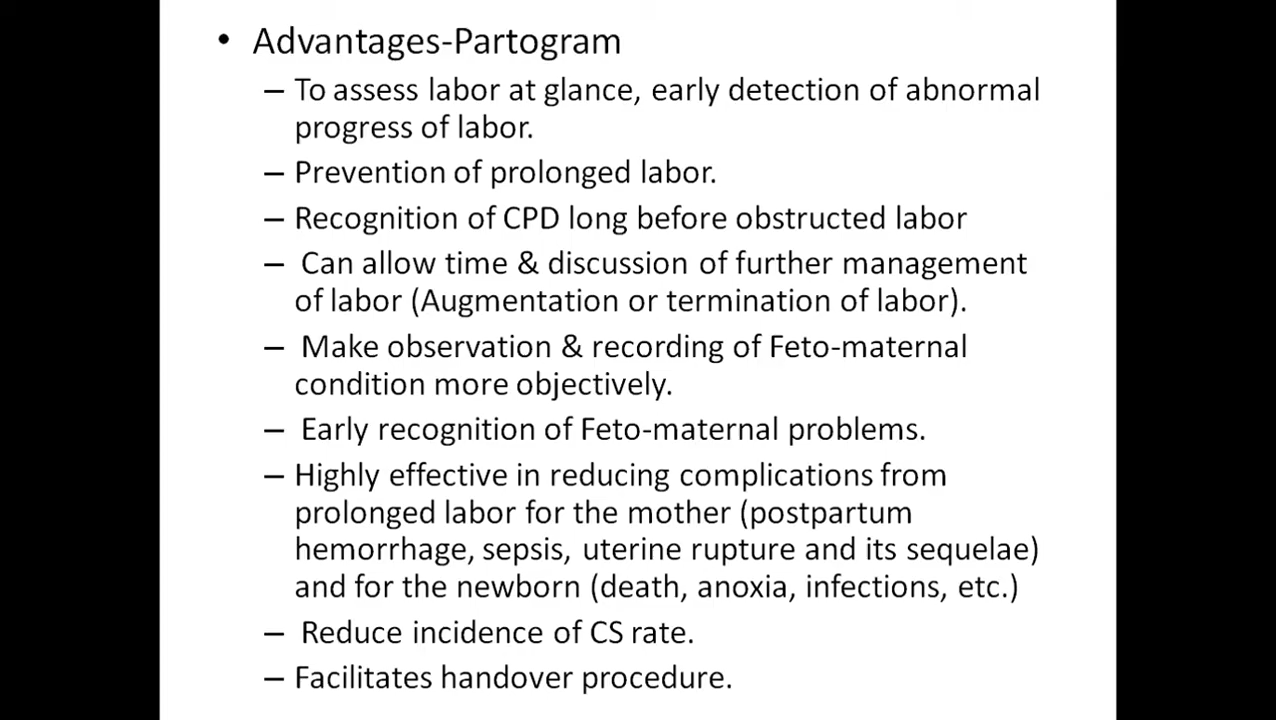 • Advantages-Partogram
– To assess labor at glance, early detection of abnormal
progress of labor.
– Prevention of prolonged labor.
– Recognition of CPD long before obstructed labor
– Can allow time & discussion of further management
of labor (Augmentation or termination of labor).
– Make observation & recording of Feto-maternal
condition more objectively.
– Early recognition of Feto-maternal problems.
– Highly effective in reducing complications from
prolonged labor for the mother (postpartum
hemorrhage, sepsis, uterine rupture and its sequelae)
and for the newborn (death, anoxia, infections, etc.)
– Reduce incidence of CS rate.
– Facilitates handover procedure.